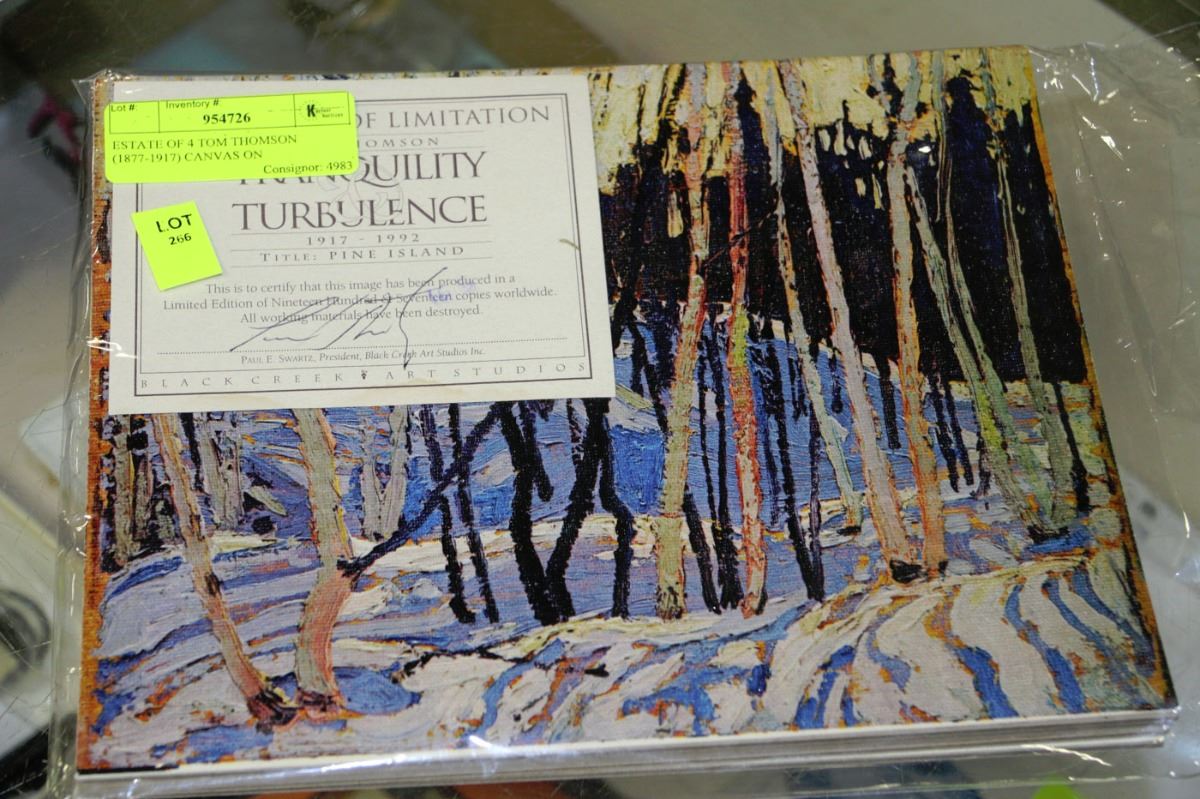 Lot #: Inventory #
954726
ESTATE OF 4 TOM THOMSON
(1877-1917) CANVAS ON
Consignor: 4983
LOT
266
OF LIMITATION
THOMSON
TRANQUILITY
&
TURBULENCE
1917 - 1992
TITLE: PINE ISLAND
This is to certify that this image has been produced in a
Limited Edition of Nineteen Hundred & Seventeen copies worldwide.
All working materials have been destroyed.
PAUL E. SWARTZ, President, Black Creek Art Studios Inc.
BLACK CREEK ART STUDIOS